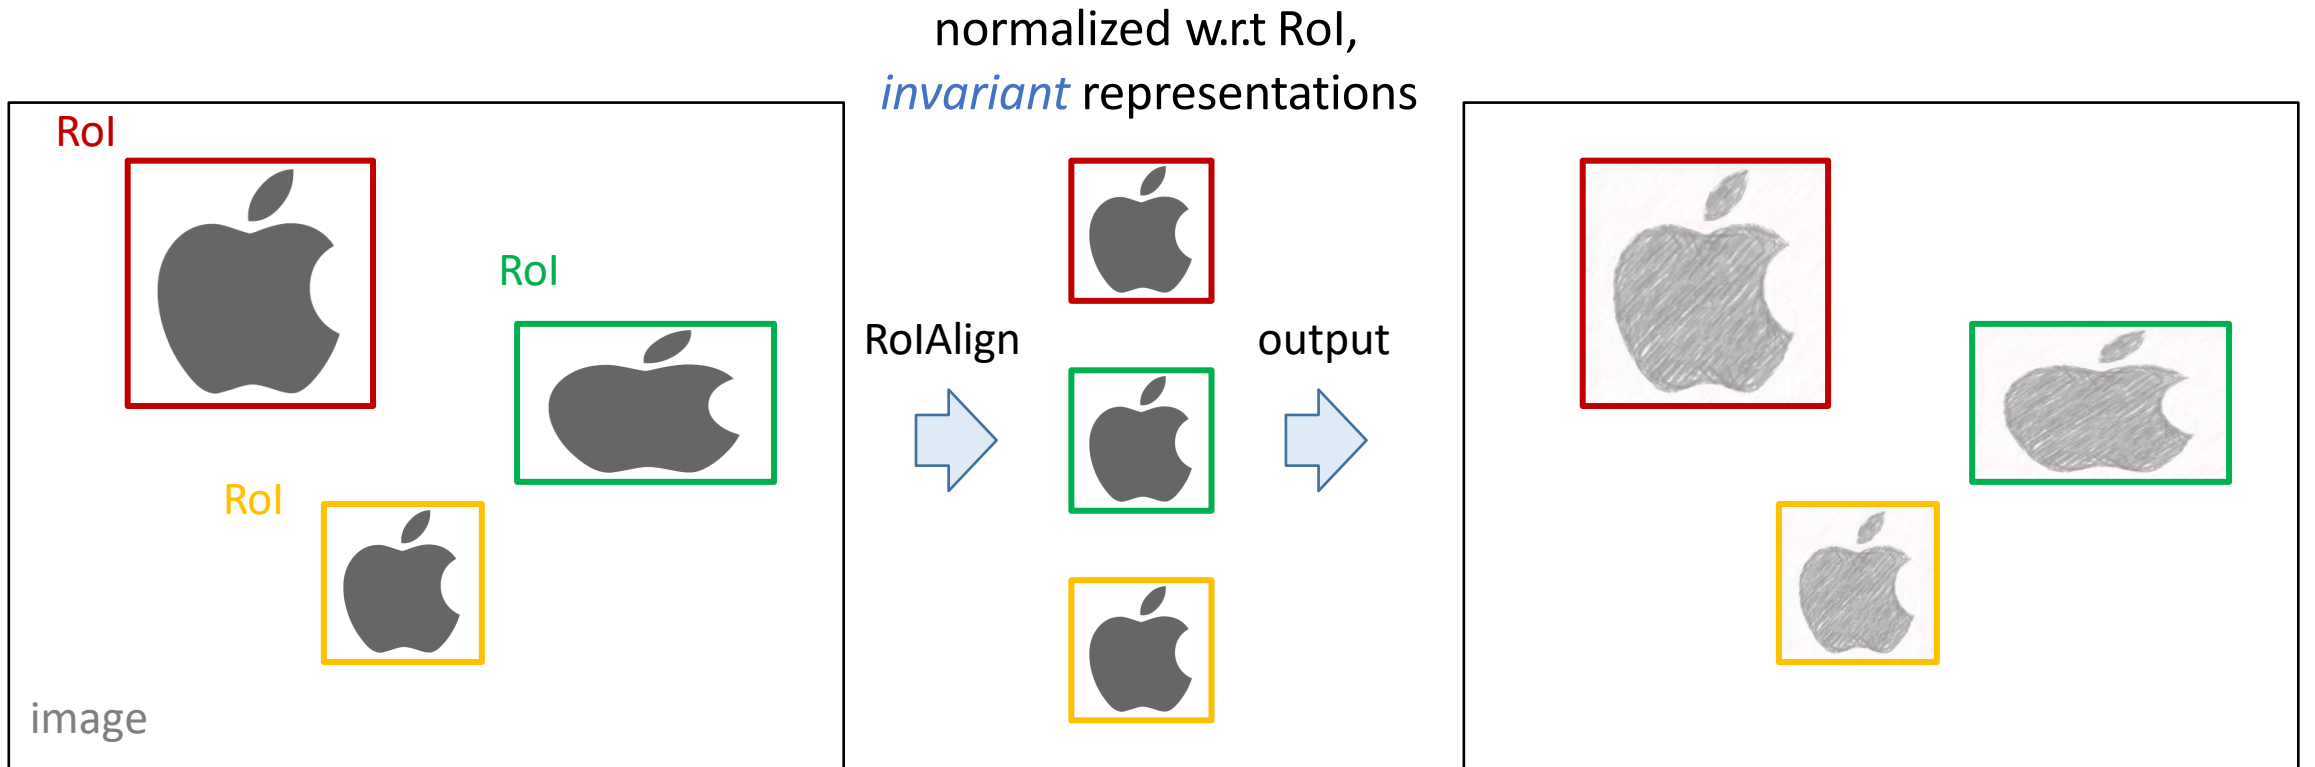 normalized w.r.t RoI,
invariant representations
RoI
RoI
RoI
image
RoIAlign
output